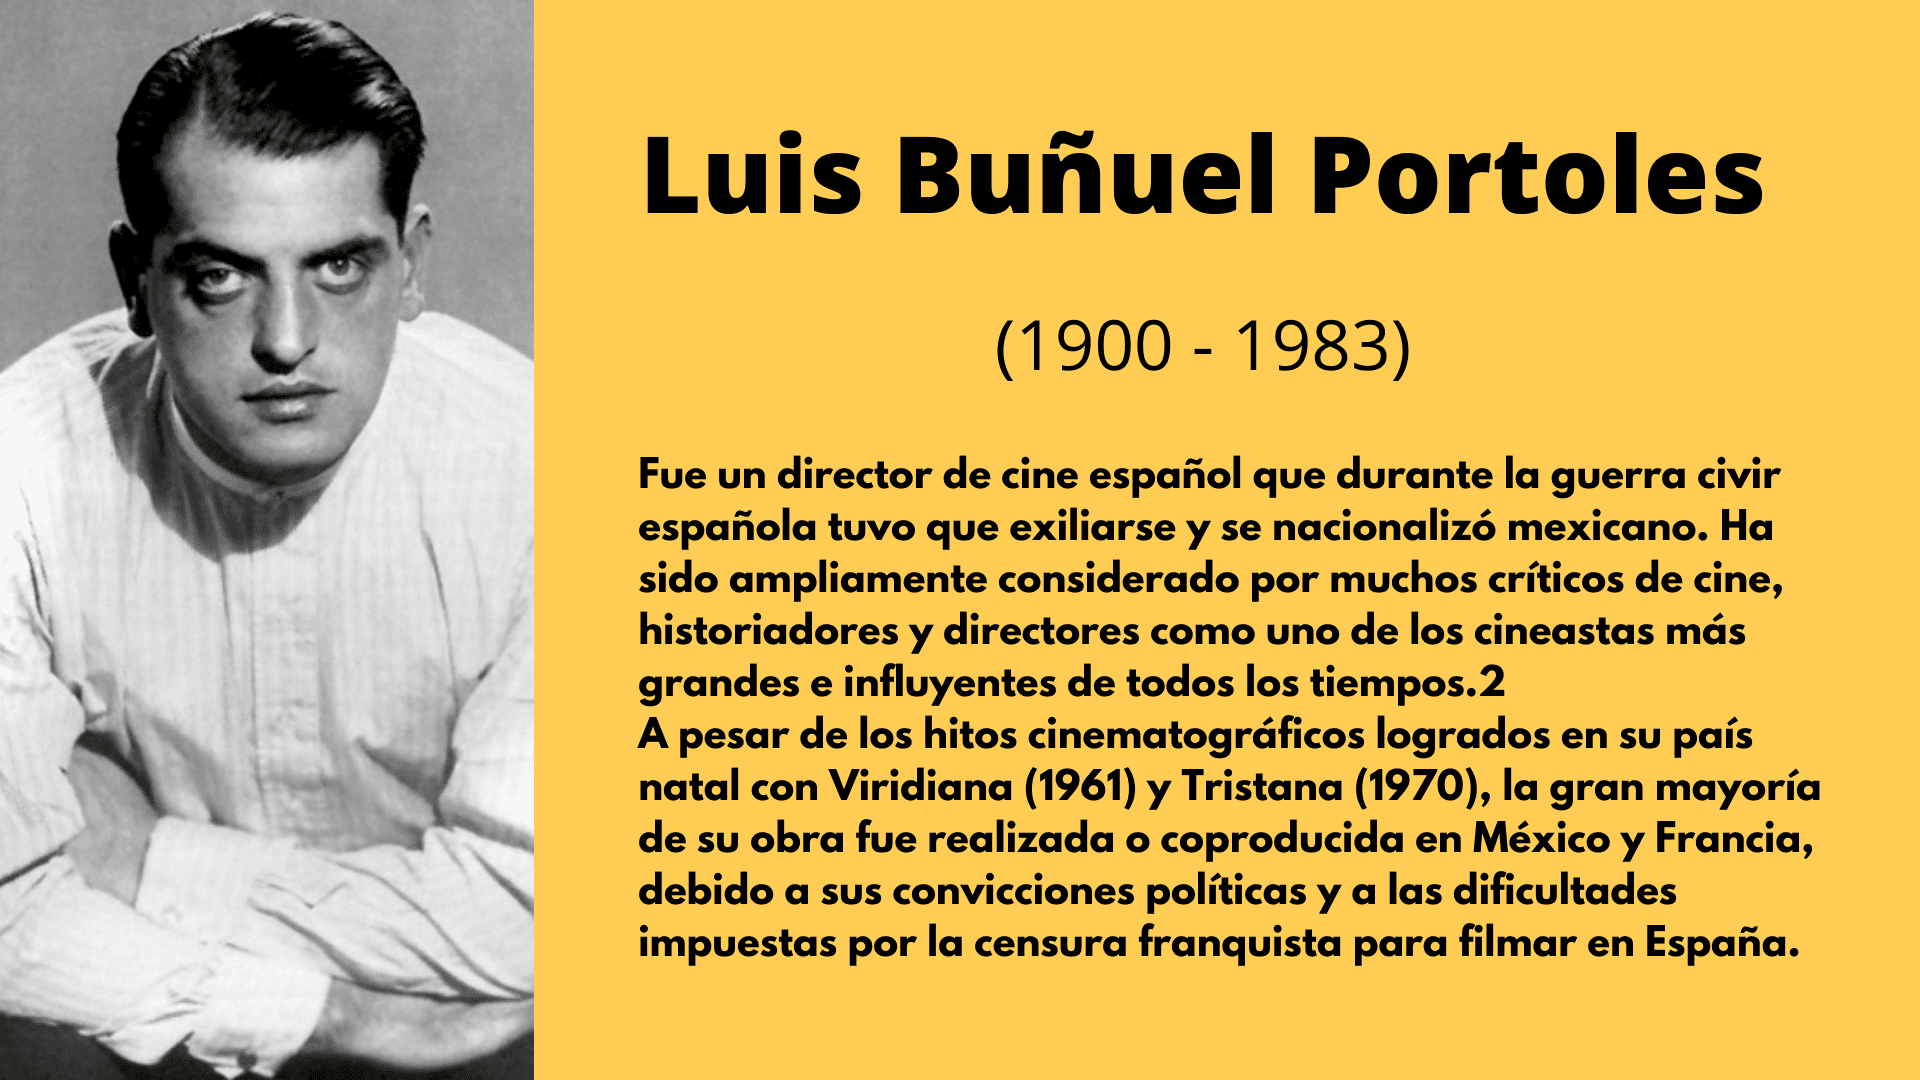 Luis Buñuel Portoles
(1900 - 1983)
Fue un director de cine español que durante la guerra civir
española tuvo que exiliarse y se nacionalizó mexicano. Ha
sido ampliamente considerado por muchos críticos de cine,
historiadores y directores como uno de los cineastas más
grandes e influyentes de todos los tiempos.2
A pesar de los hitos cinematográficos logrados en su país
natal con Viridiana (1961) y Tristana (1970), la gran mayoría
de su obra fue realizada o coproducida en México y Francia,
debido a sus convicciones políticas y a las dificultades
impuestas por la censura franquista para filmar en España.